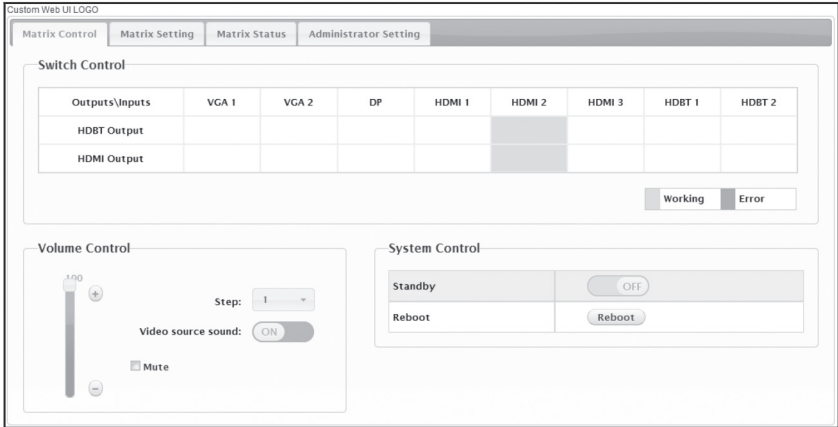 Custom Web UI LOGO
Matrix Control Matrix Setting Matrix Status Administrator Setting
Switch Control
Outputs\Inputs VGA 1 VGA 2 DP HDMI 1 HDMI 2 HDMI 3 HDBT 1 HDBT 2
HDBT Output
HDMI Output
Working Error
Volume Control
100
+
Step: 1
Video source sound: ON
Mute
−
System Control
Standby OFF
Reboot Reboot